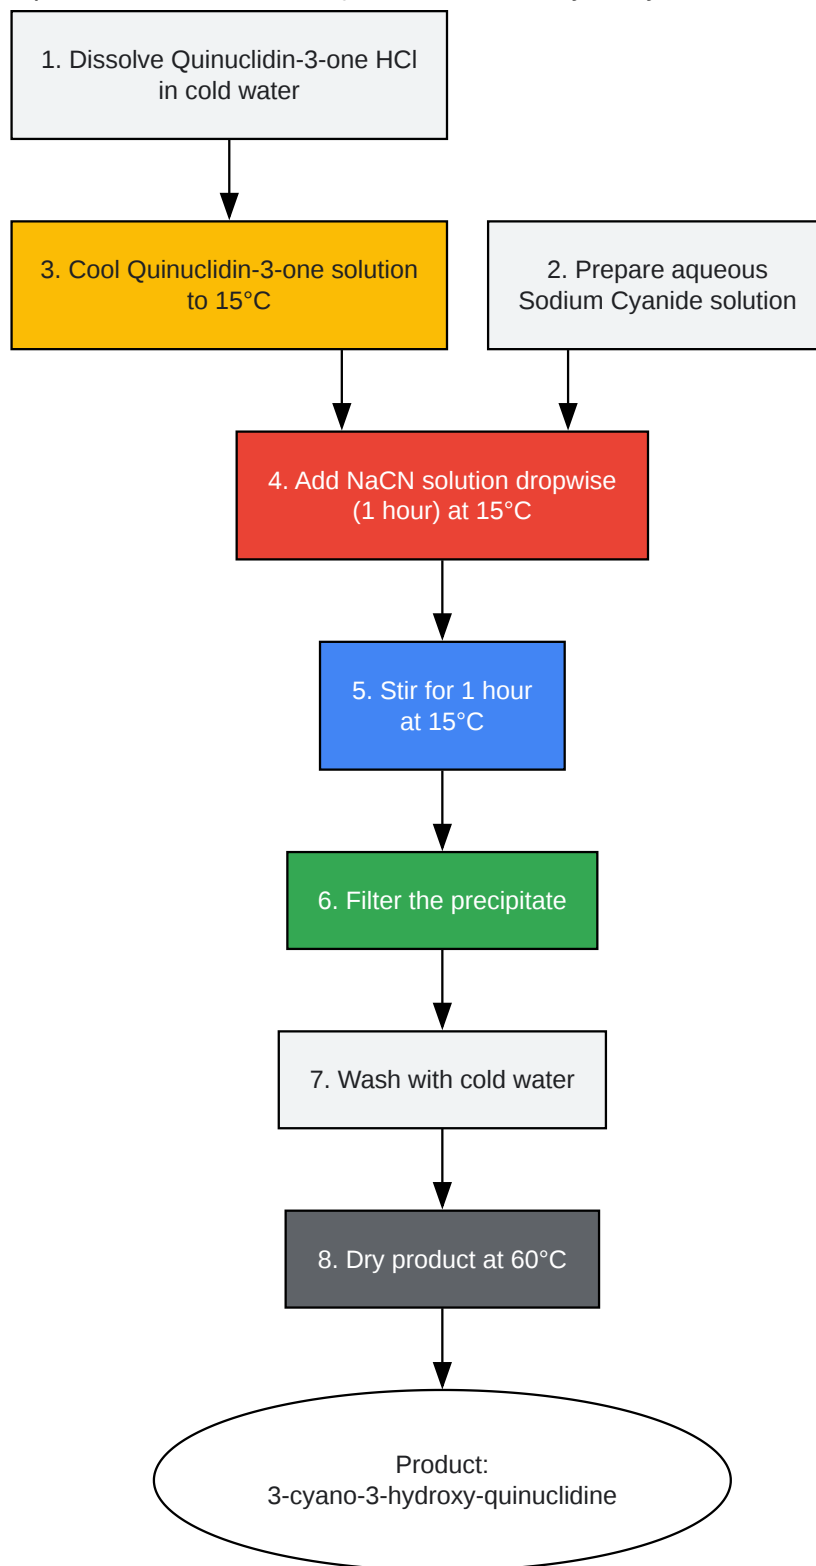 1. Dissolve Quinuclidin-3-one HCl
in cold water
3. Cool Quinuclidin-3-one solution
to 15°C
2. Prepare aqueous
Sodium Cyanide solution
4. Add NaCN solution dropwise
(1 hour) at 15°C
5. Stir for 1 hour
at 15°C
6. Filter the precipitate
7. Wash with cold water
8. Dry product at 60°C
Product:
3-cyano-3-hydroxy-quinuclidine